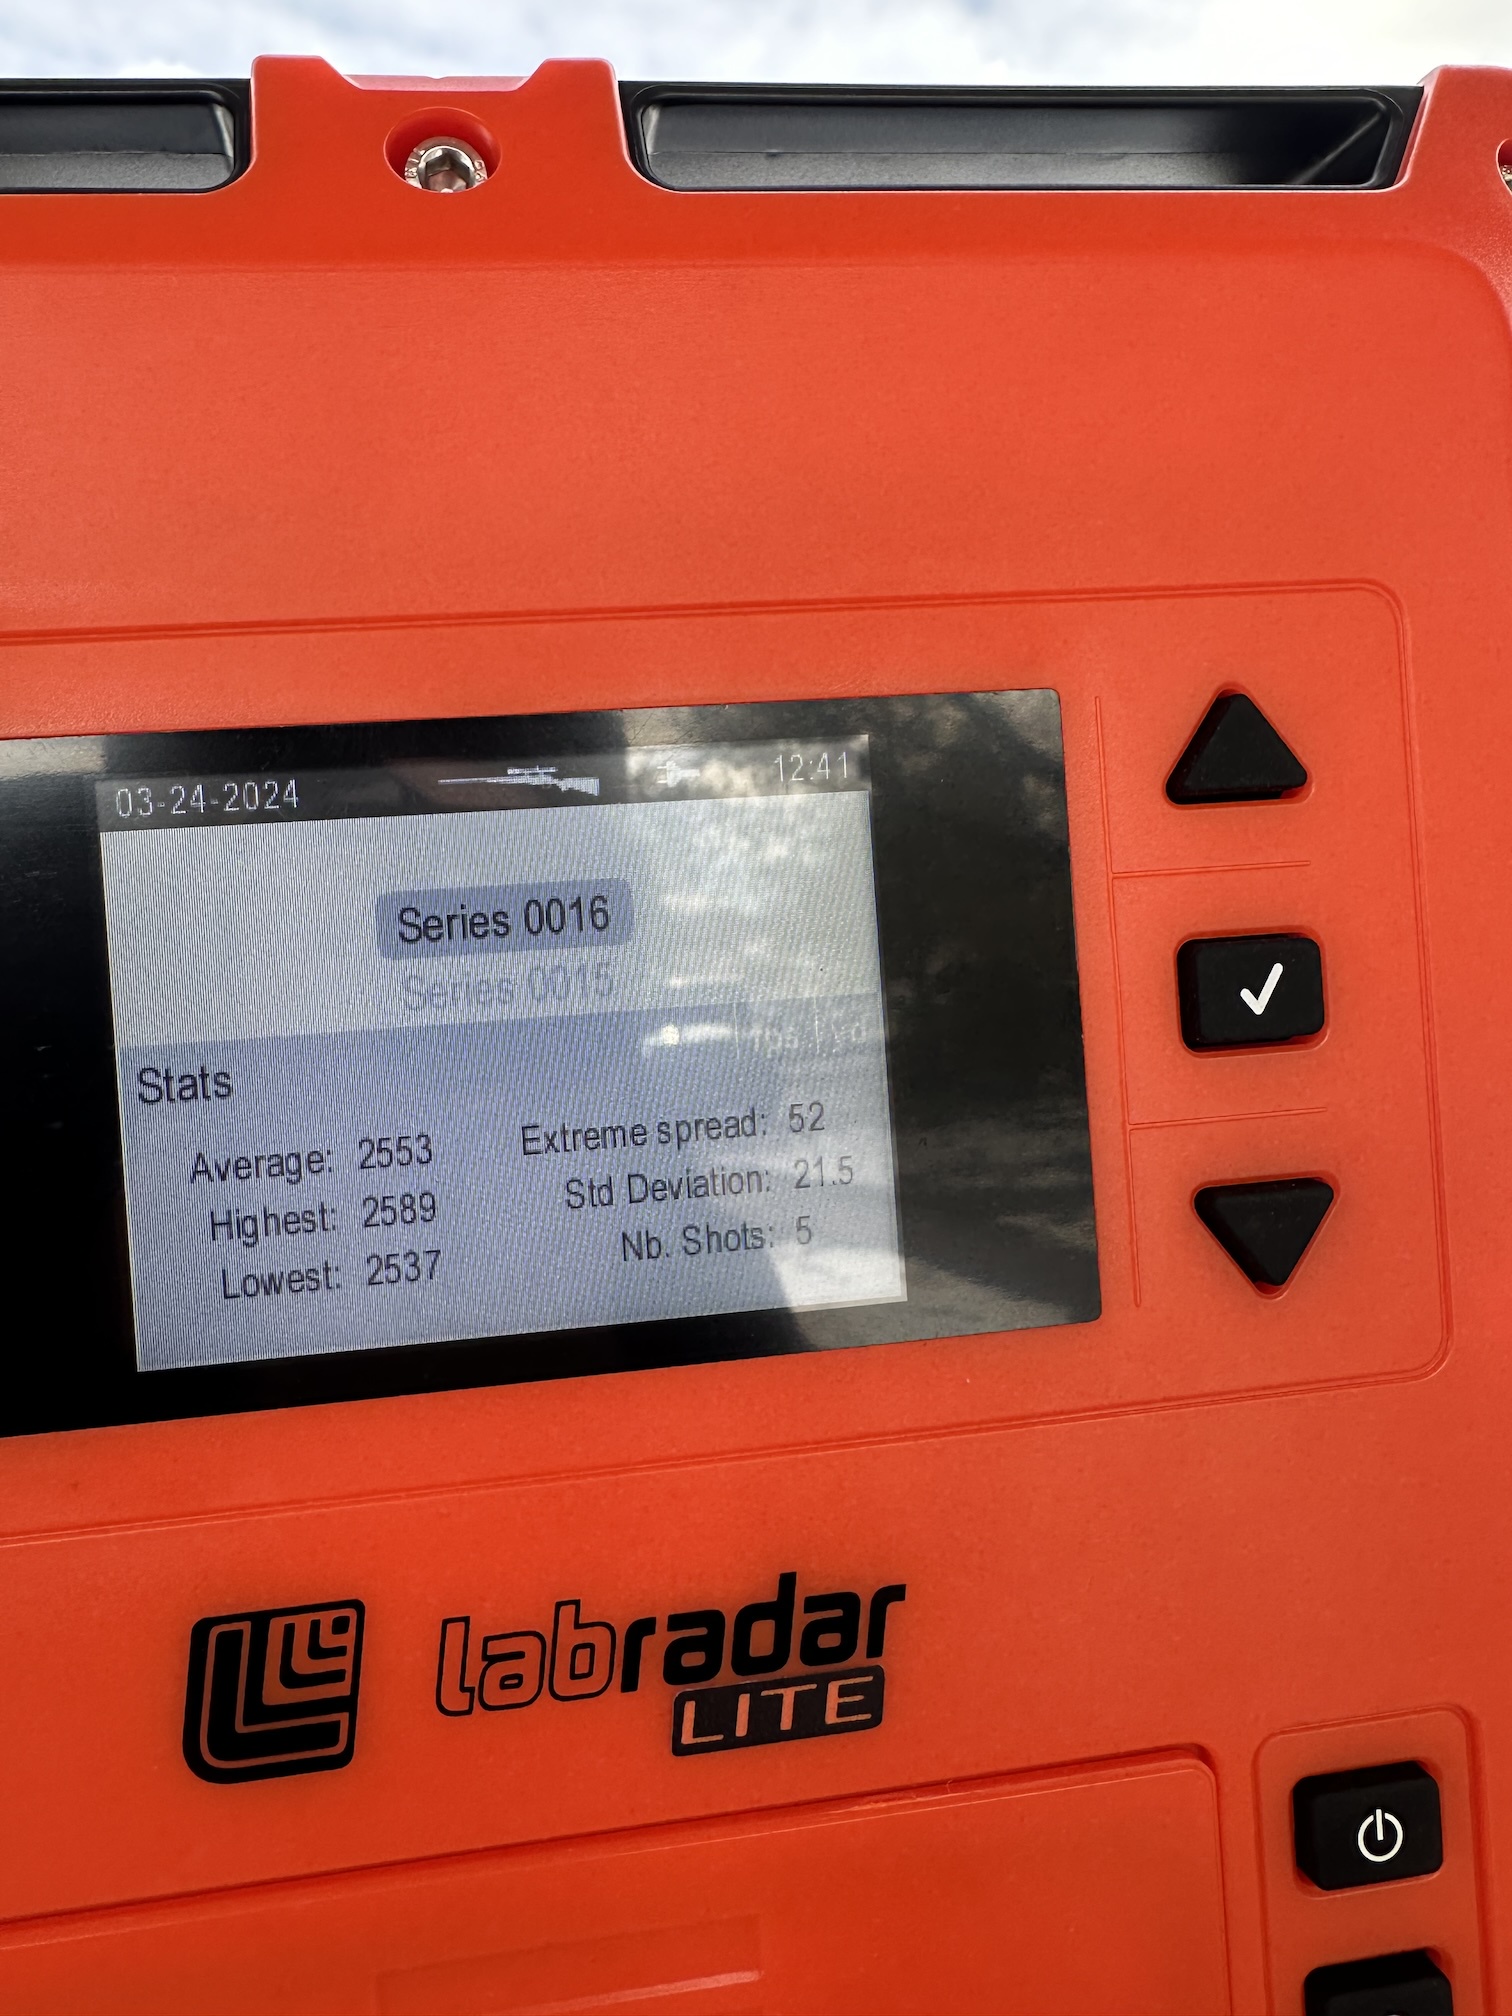 03-24-2024 12:41
Series 0016
Series 0015
fps
Stats
Average: 2553 Extreme spread: 52
Highest: 2589 Std Deviation: 21.5
Lowest: 2537 Nb. Shots: 5
labradar
LITE